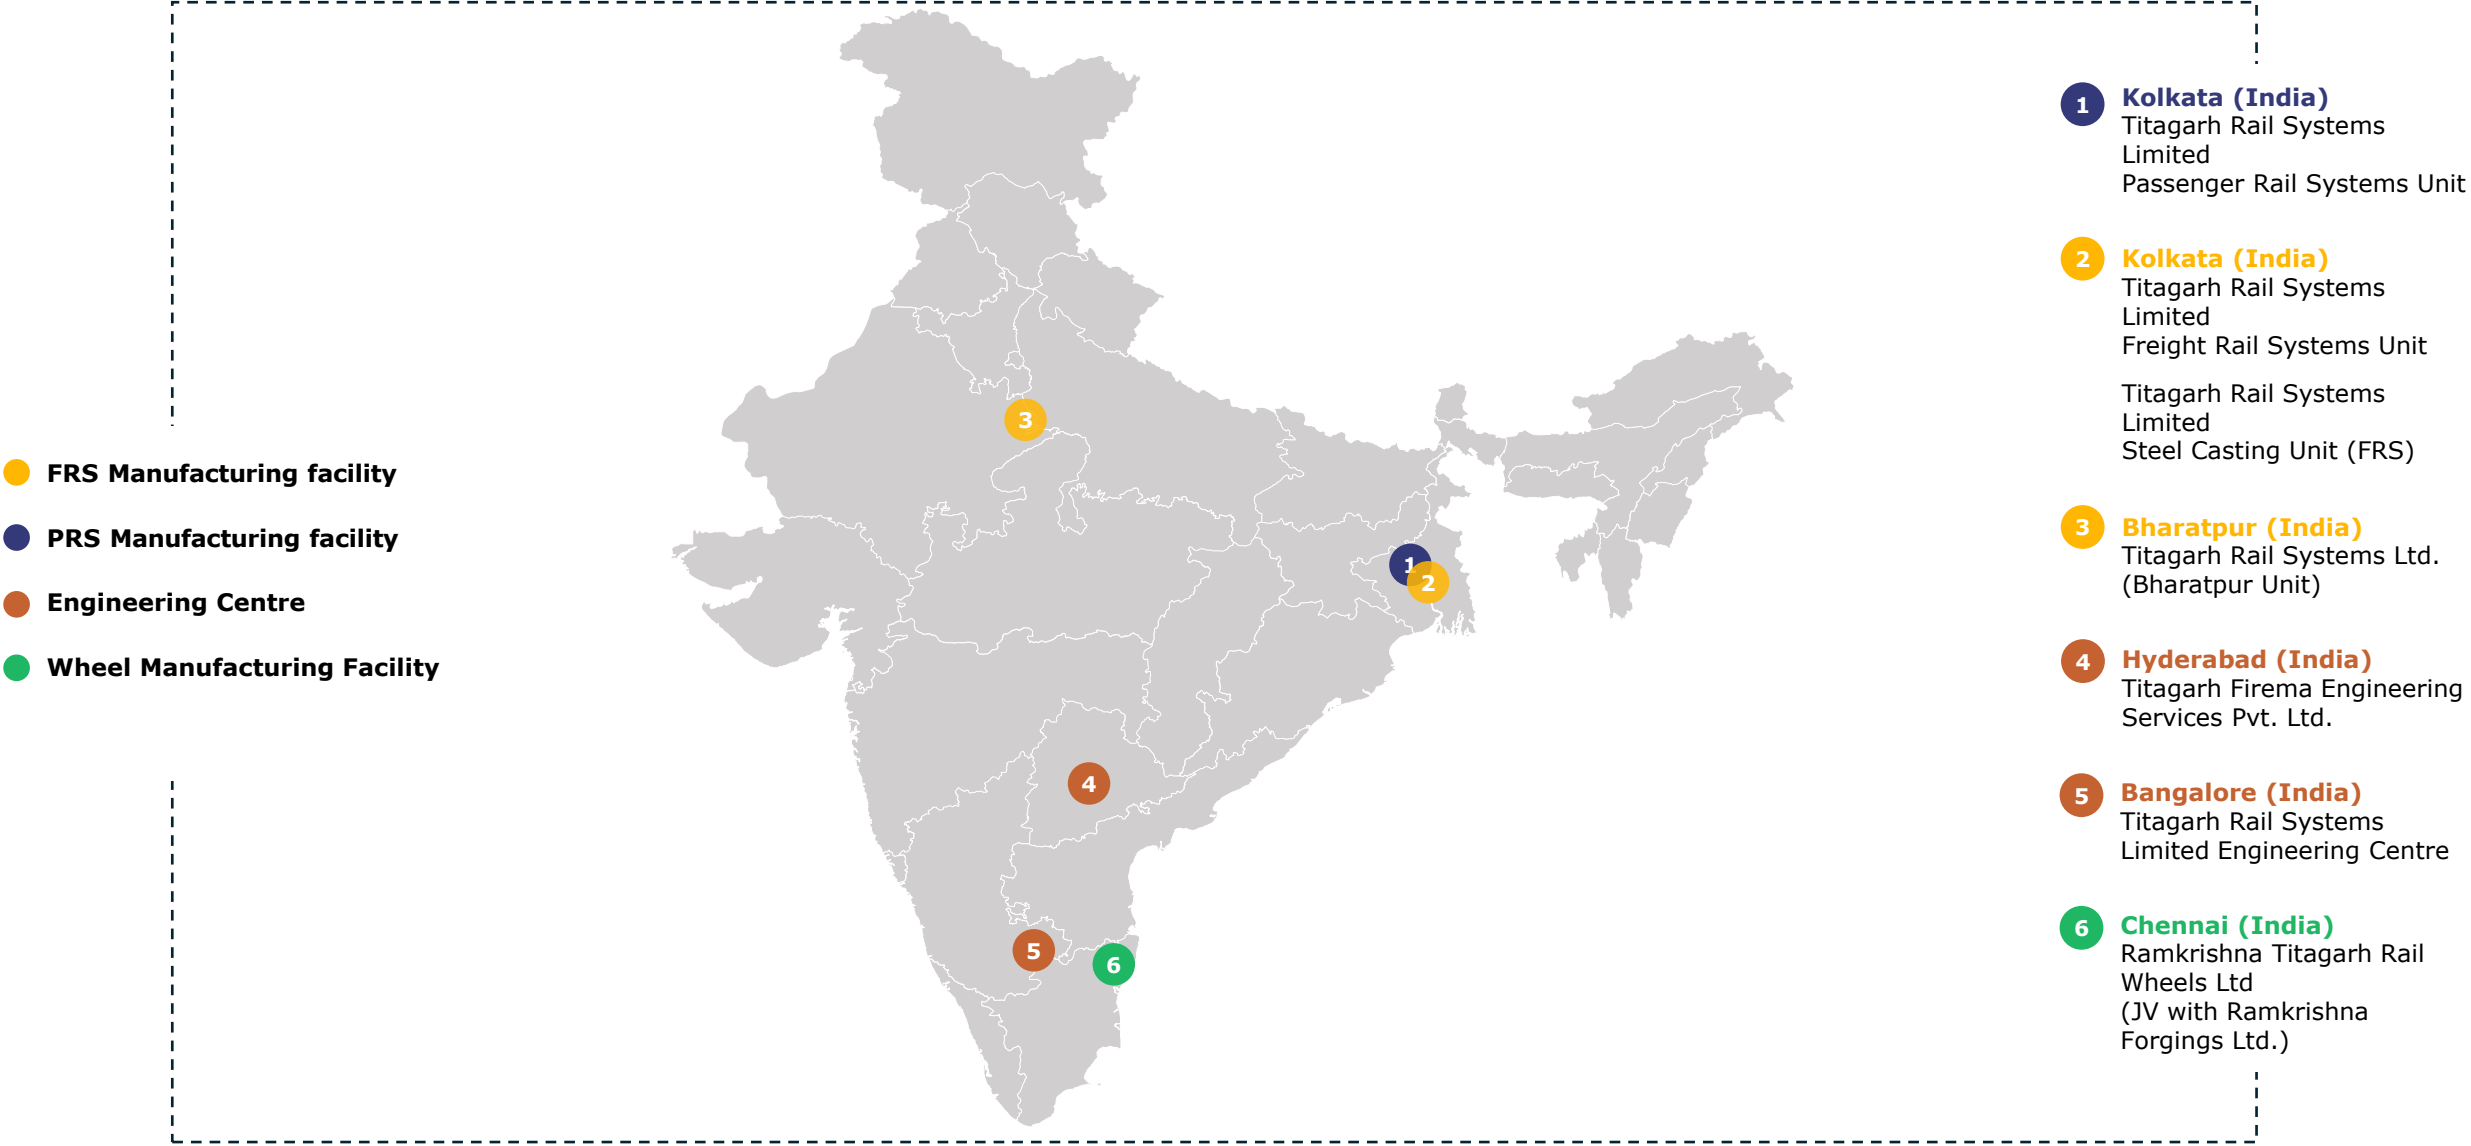 FRS Manufacturing facility
PRS Manufacturing facility
Engineering Centre
Wheel Manufacturing Facility
3
1
2
4
5
6
1
Kolkata (India)
Titagarh Rail Systems
Limited
Passenger Rail Systems Unit
2
Kolkata (India)
Titagarh Rail Systems
Limited
Freight Rail Systems Unit
Titagarh Rail Systems
Limited
Steel Casting Unit (FRS)
3
Bharatpur (India)
Titagarh Rail Systems Ltd.
(Bharatpur Unit)
4
Hyderabad (India)
Titagarh Firema Engineering
Services Pvt. Ltd.
5
Bangalore (India)
Titagarh Rail Systems
Limited Engineering Centre
6
Chennai (India)
Ramkrishna Titagarh Rail
Wheels Ltd
(JV with Ramkrishna
Forgings Ltd.)